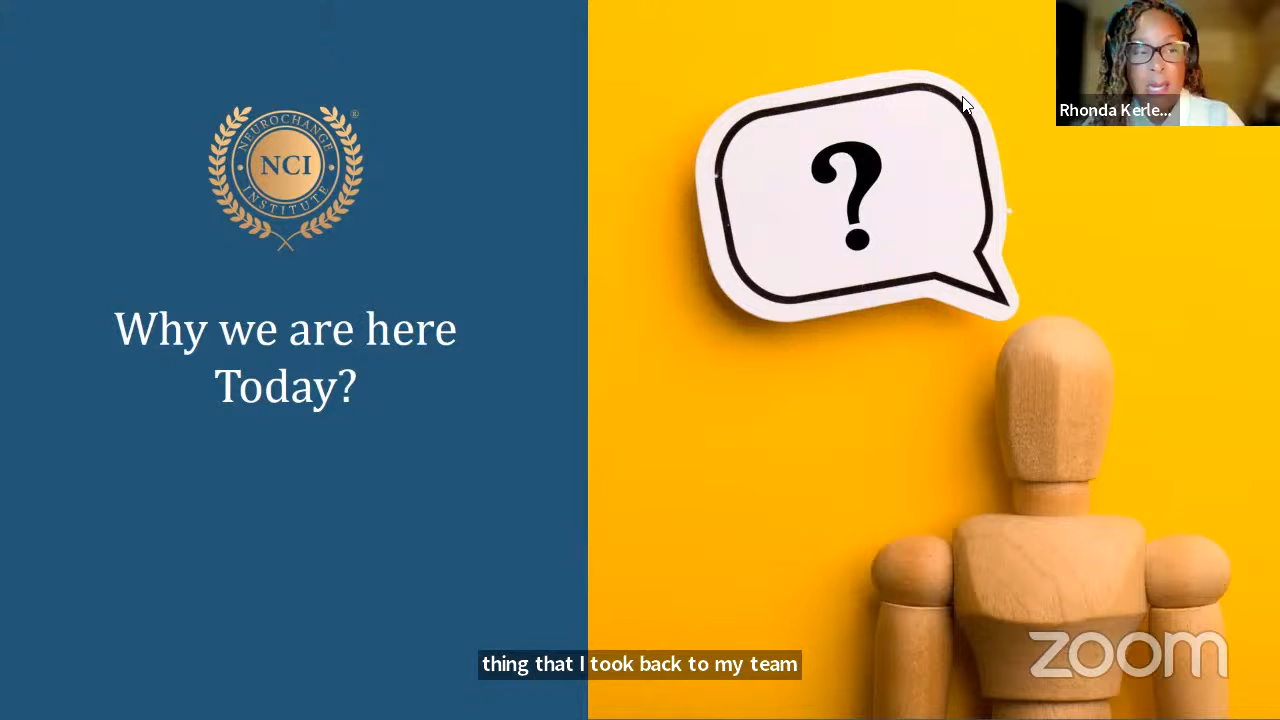 NEUROCHANGE
®
NCI
INSTITUTE
Why we are here
Today?
?
Rhonda Kerle...
thing that I took back to my team
zoom